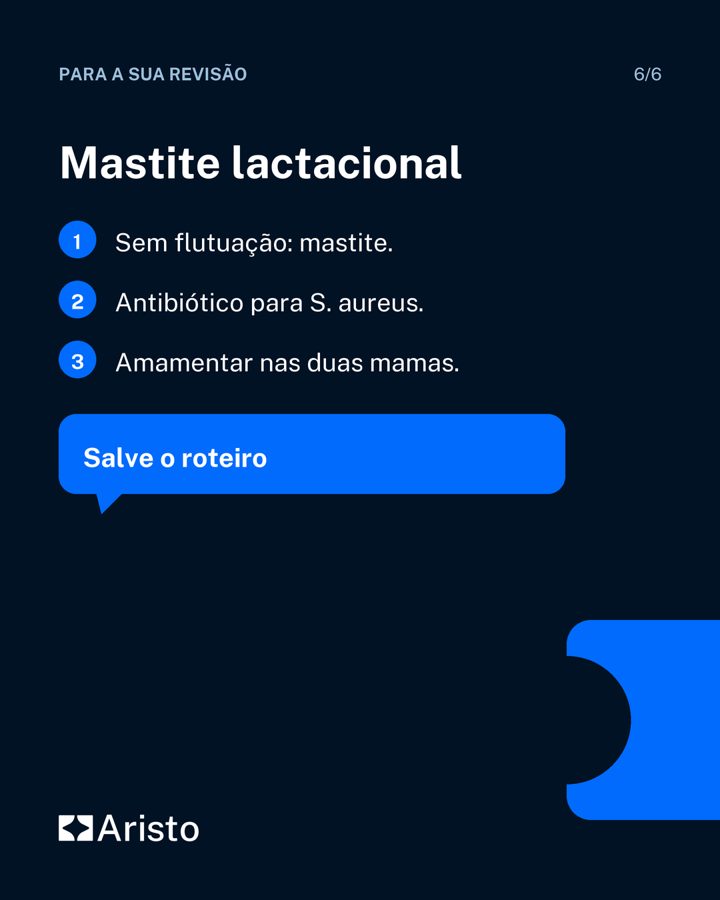 PARA A SUA REVISÃO
6/6
Mastite lactacional
1 Sem flutuação: mastite.
2 Antibiótico para S. aureus.
3 Amamentar nas duas mamas.
Salve o roteiro
Aristo